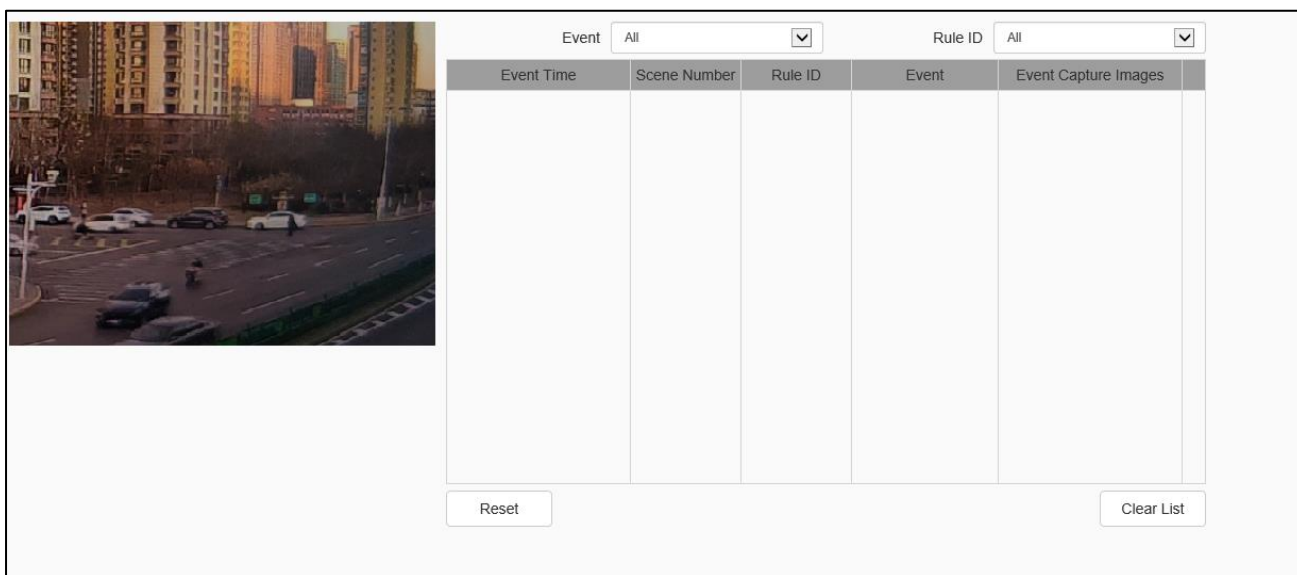 Event All Rule ID All
Event Time Scene Number Rule ID Event Event Capture Images
Reset Clear List